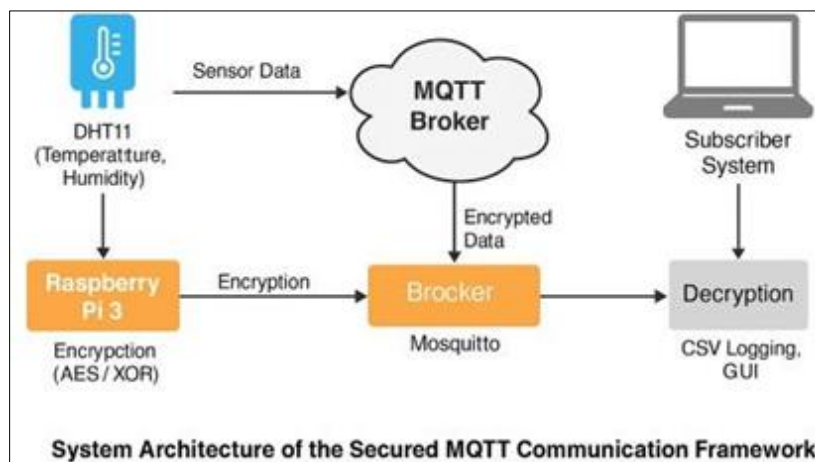 Sensor Data
MQTT
Broker
DHT11
(Temperatture,
Humidity)
Subscriber
System
Encrypted
Data
Raspberry
Pi 3
Encryption
Brocker
Decryption
Encrypction
(AES / XOR)
Mosquitto
CSV Logging,
GUI
System Architecture of the Secured MQTT Communication Framework